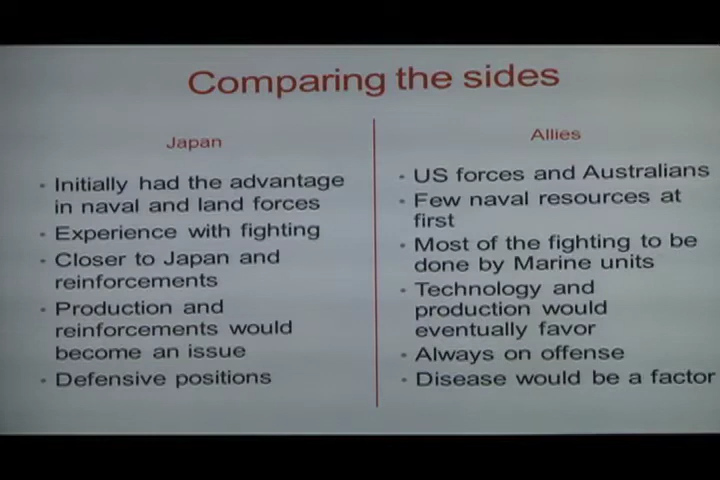 Comparing the sides
Japan
• Initially had the advantage
in naval and land forces
• Experience with fighting
• Closer to Japan and
reinforcements
• Production and
reinforcements would
become an issue
• Defensive positions
Allies
• US forces and Australians
• Few naval resources at
first
• Most of the fighting to be
done by Marine units
• Technology and
production would
eventually favor
• Always on offense
• Disease would be a factor